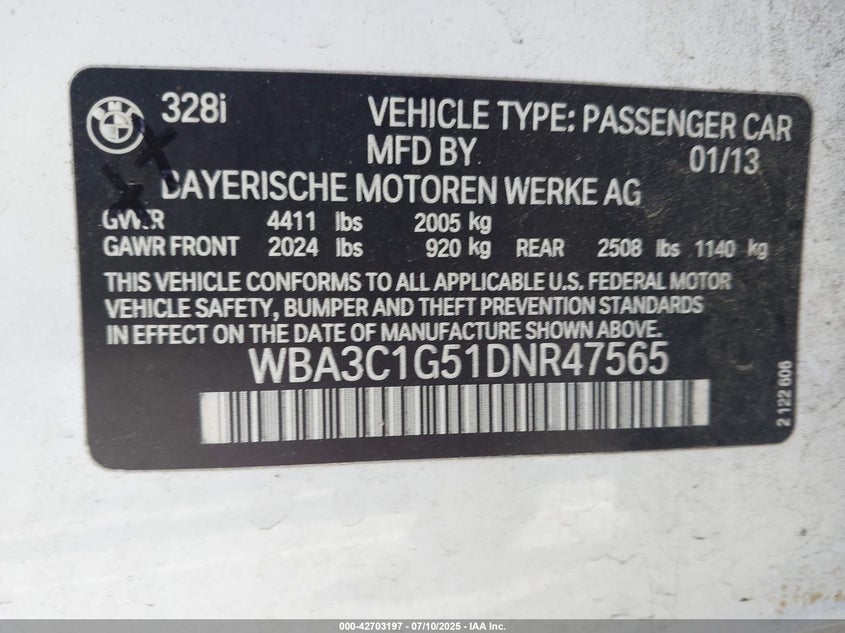 BMW
328i
VEHICLE TYPE: PASSENGER CAR
MFD BY 01/13
BAYERISCHE MOTOREN WERKE AG
GVWR 4411 lbs 2005 kg
GAWR FRONT 2024 lbs 920 kg REAR 2508 lbs 1140 kg
THIS VEHICLE CONFORMS TO ALL APPLICABLE U.S. FEDERAL MOTOR
VEHICLE SAFETY, BUMPER AND THEFT PREVENTION STANDARDS
IN EFFECT ON THE DATE OF MANUFACTURE SHOWN ABOVE.
WBA3C1G51DNR47565
2 122 606
000-42703197 - 07/10/2025 - IAA Inc.